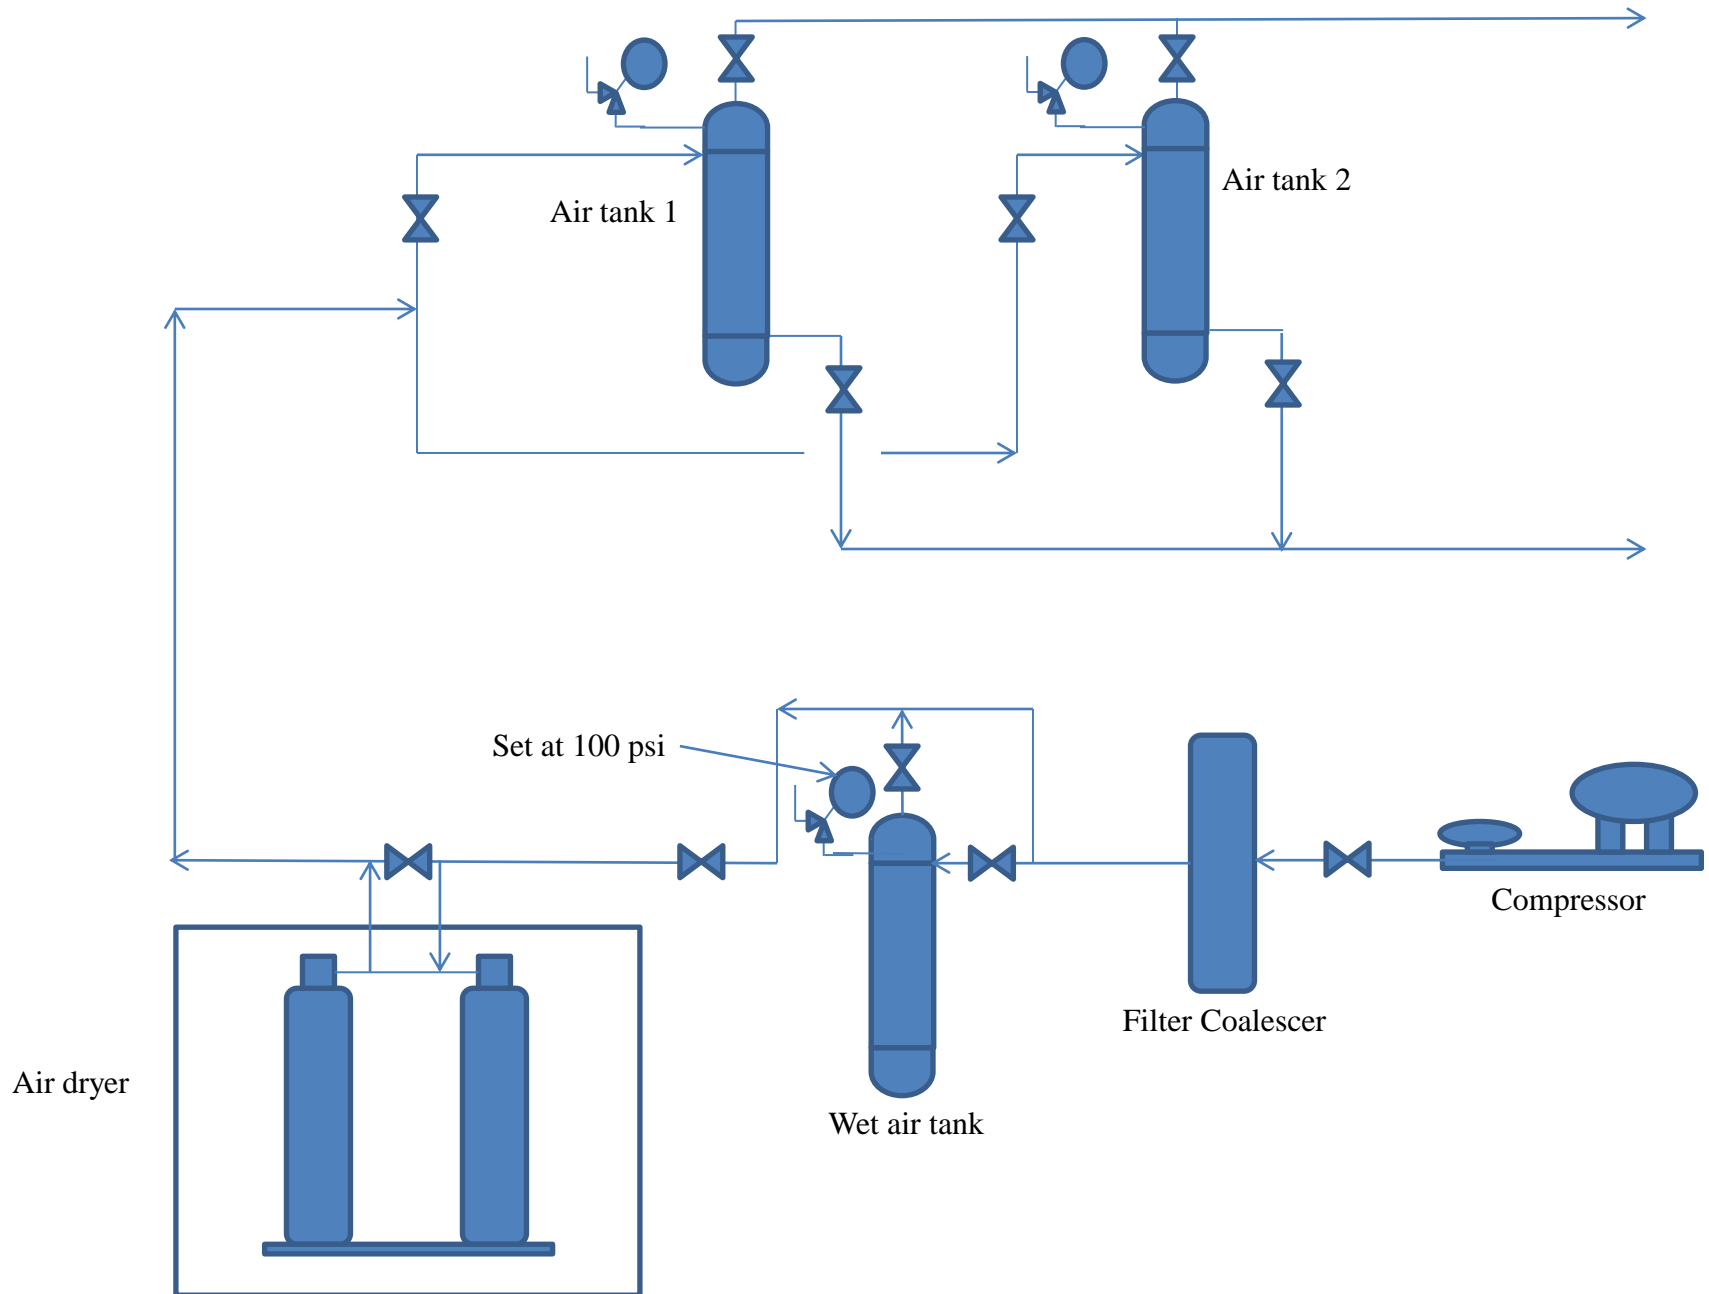 Air tank 2
Air tank 1
Set at 100 psi
Compressor
Filter Coalescer
Air dryer
Wet air tank